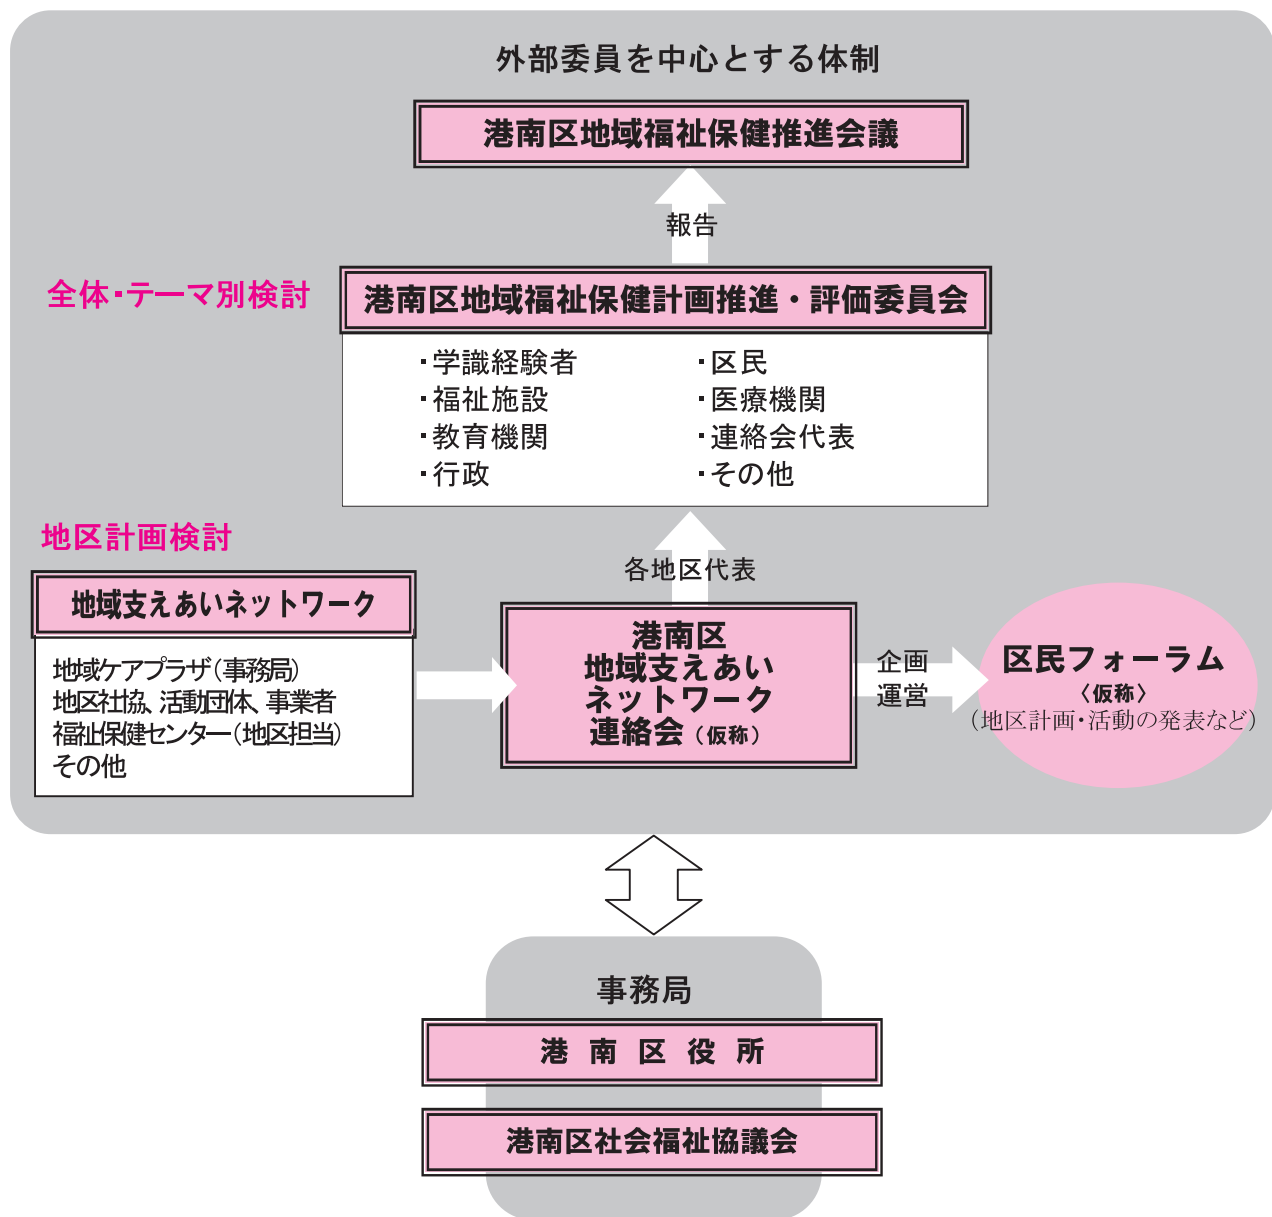 外部委員を中心とする体制
港南区地域福祉保健推進会議
報告
全体・テーマ別検討
港南区地域福祉保健計画推進・評価委員会
・学識経験者
・福祉施設
・教育機関
・行政
・区民
・医療機関
・連絡会代表
・その他
地区計画検討
地域支えあいネットワーク
地域ケアプラザ(事務局)
地区社協、活動団体、事業者
福祉保健センター(地区担当)
その他
各地区代表
港南区
地域支えあい
ネットワーク
連絡会(仮称)
企画
運営
区民フォーラム
〈仮称〉
(地区計画・活動の発表など)
事務局
港南区役所
港南区社会福祉協議会